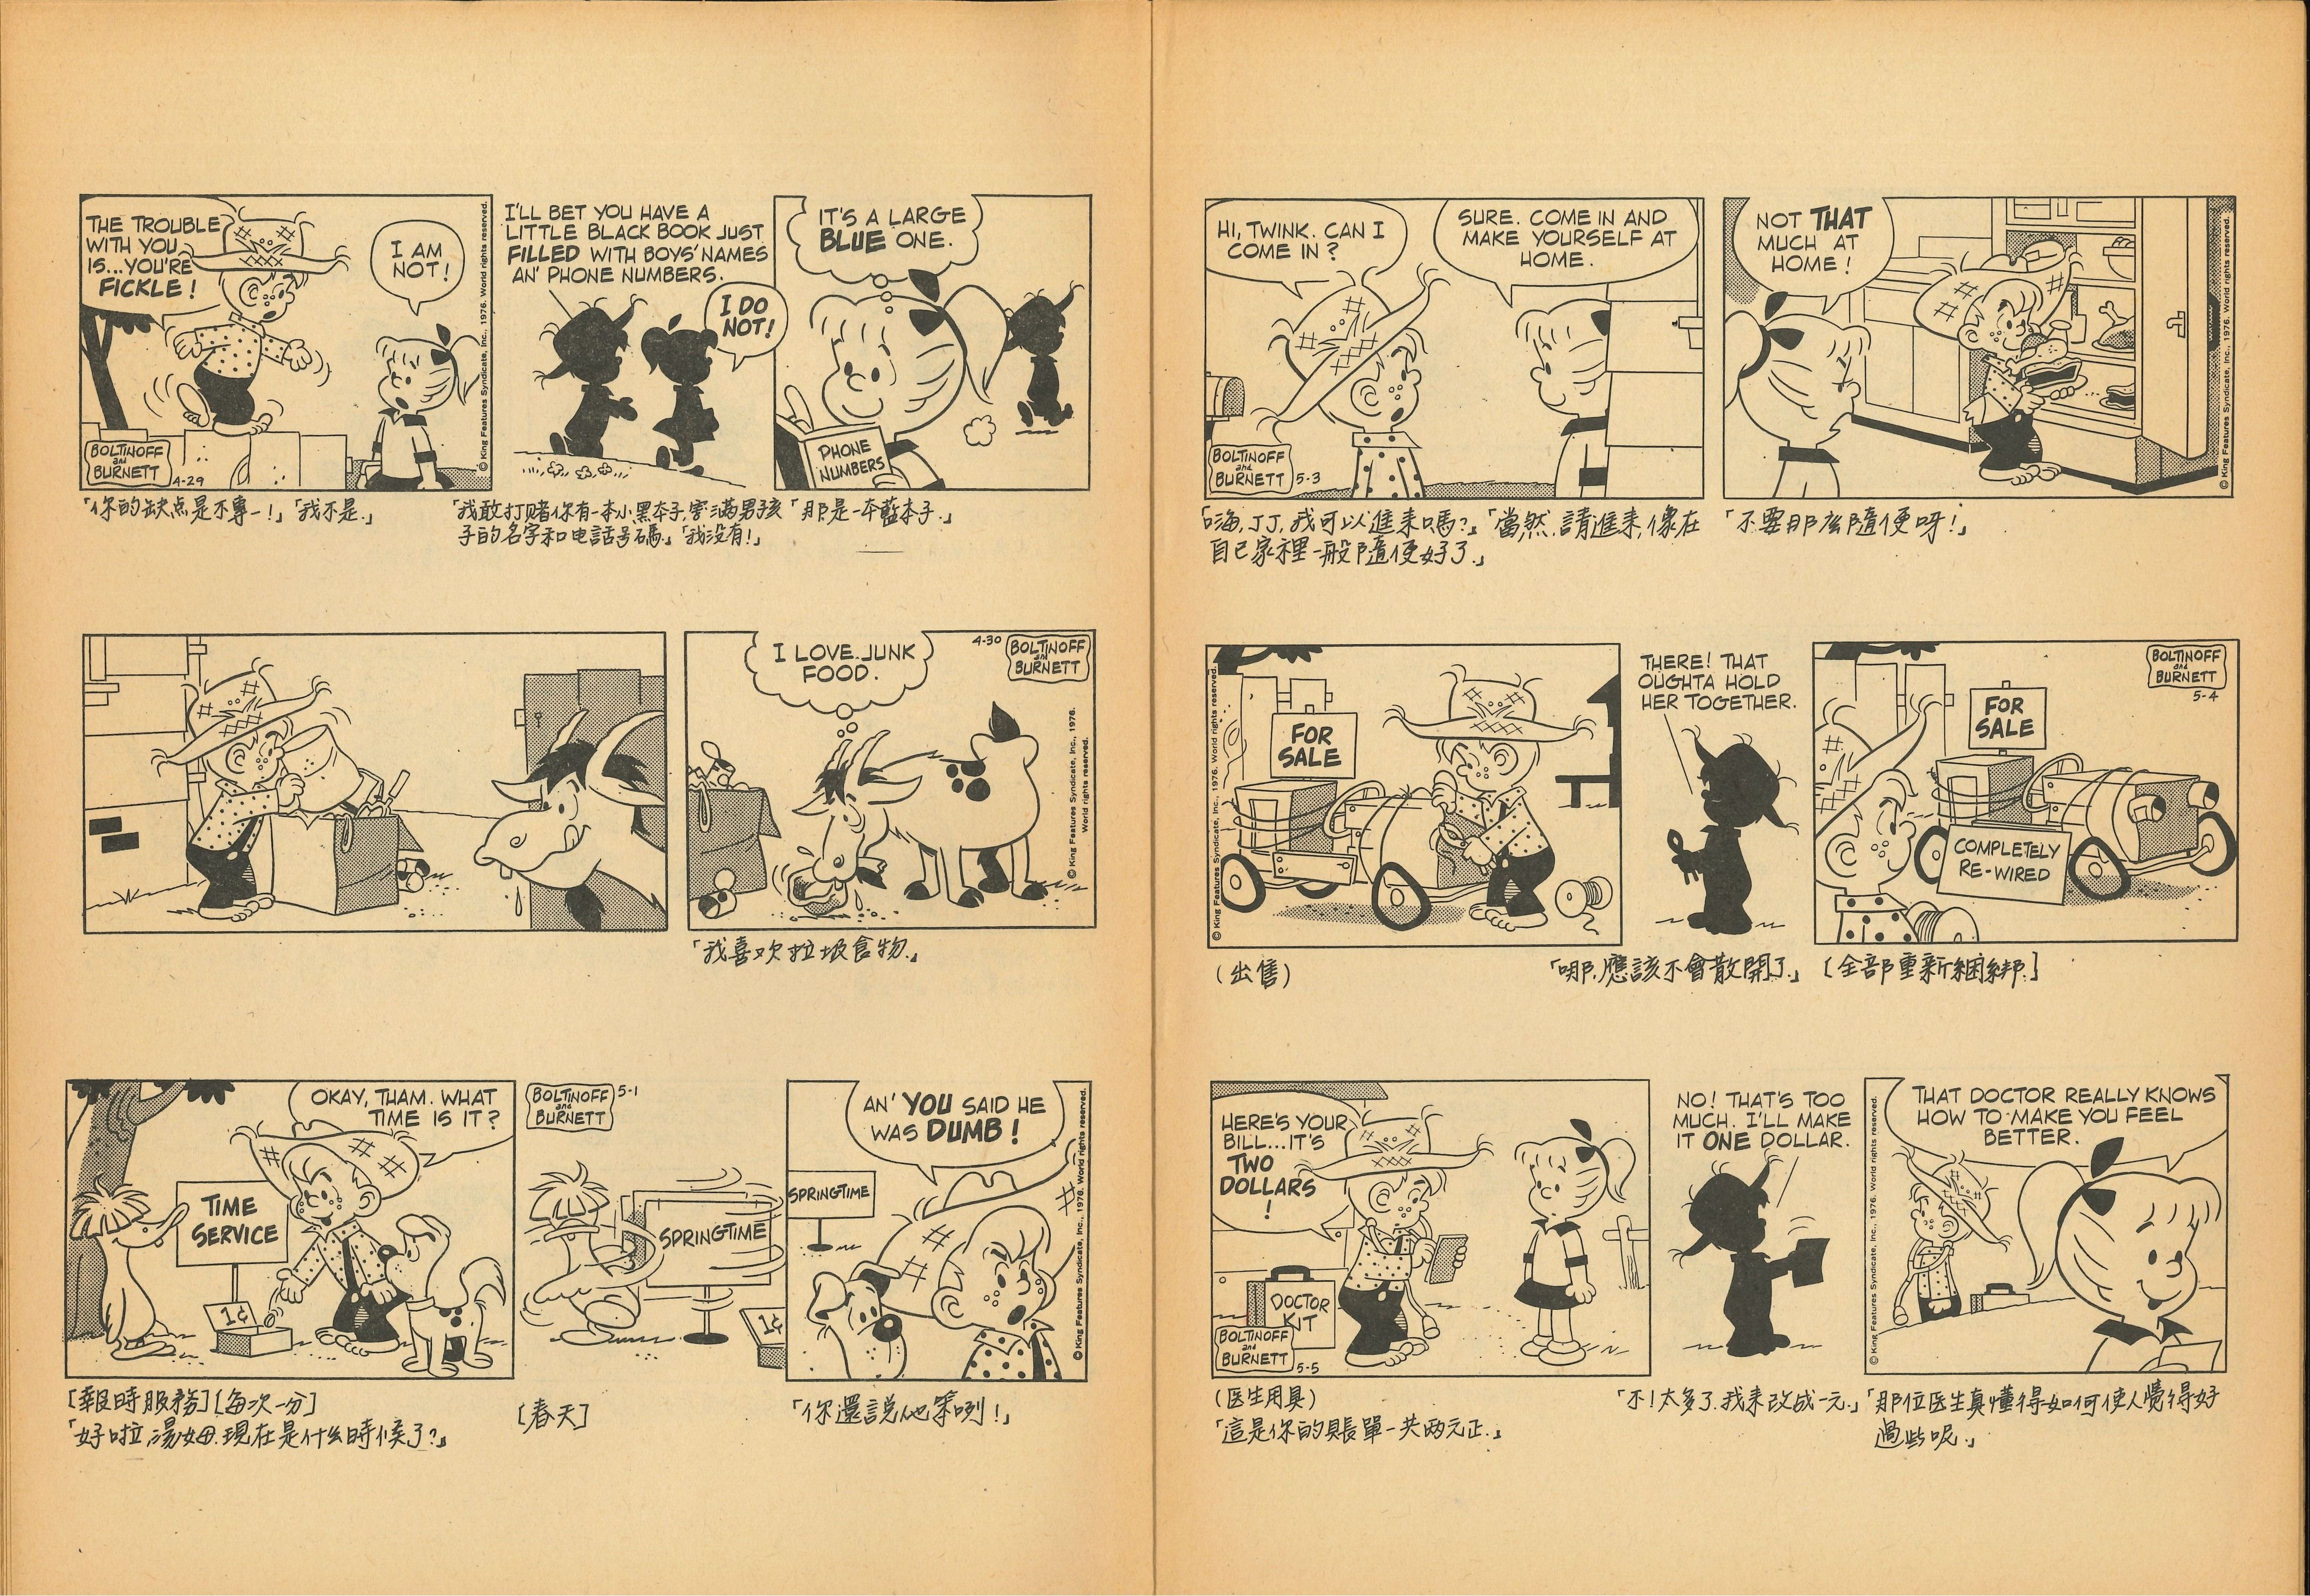 THE TROUBLE
WITH YOU
IS...YOU'RE
FICKLE!
I AM
NOT!
© King Features Syndicate, Inc., 1976. World rights reserved.
BOLTINOFF
and
BURNETT
4-29
I'LL BET YOU HAVE A
LITTLE BLACK BOOK JUST
FILLED WITH BOYS' NAMES
AN' PHONE NUMBERS.
I DO
NOT!
IT'S A LARGE
BLUE ONE.
PHONE
NUMBERS
「你的缺点是不專一!」「我不是.」
「我敢打賭你有一本小黑本子,寫滿男孩
子的名字和电話号碼.」「我没有!」
「那是一本藍本子.」
I LOVE JUNK
FOOD.
4-30
BOLTINOFF
and
BURNETT
© King Features Syndicate, Inc., 1976.
World rights reserved.
「我喜欢垃圾食物.」
OKAY, THAM. WHAT
TIME IS IT?
TIME
SERVICE
1¢
BOLTINOFF
and
BURNETT
5-1
SPRINGTIME
1¢
AN' YOU SAID HE
WAS DUMB!
SPRINGTIME
© King Features Syndicate, Inc., 1976. World rights reserved.
[報時服務][每次一分]
「好啦,湯姆.現在是什么時候了?」
[春天]
「你還説他笨咧!」
HI, TWINK. CAN I
COME IN?
SURE. COME IN AND
MAKE YOURSELF AT
HOME.
BOLTINOFF
and
BURNETT
5-3
NOT THAT
MUCH AT
HOME!
© King Features Syndicate, Inc., 1976. World rights reserved.
「嗨,丁丁,我可以進来嗎?」「當然.請進来,像在
自己家裡一般隨便好了.」
「不要那么隨便呀!」
© King Features Syndicate, Inc., 1976. World rights reserved.
FOR
SALE
THERE! THAT
OUGHTA HOLD
HER TOGETHER.
FOR
SALE
COMPLETELY
RE-WIRED
BOLTINOFF
and
BURNETT
5-4
(出售)
「哪,應該不會散開了.」
[全部重新綑綁.]
HERE'S YOUR
BILL...IT'S
TWO
DOLLARS
!
DOCTOR
KIT
BOLTINOFF
and
BURNETT
5-5
NO! THAT'S TOO
MUCH. I'LL MAKE
IT ONE DOLLAR.
THAT DOCTOR REALLY KNOWS
HOW TO MAKE YOU FEEL
BETTER.
© King Features Syndicate, Inc., 1976. World rights reserved.
(医生用具)
「這是你的賬單一共两元正.」
「不!太多了.我来改成一元.」
「那位医生真懂得如何使人覺得好
過些呢.」